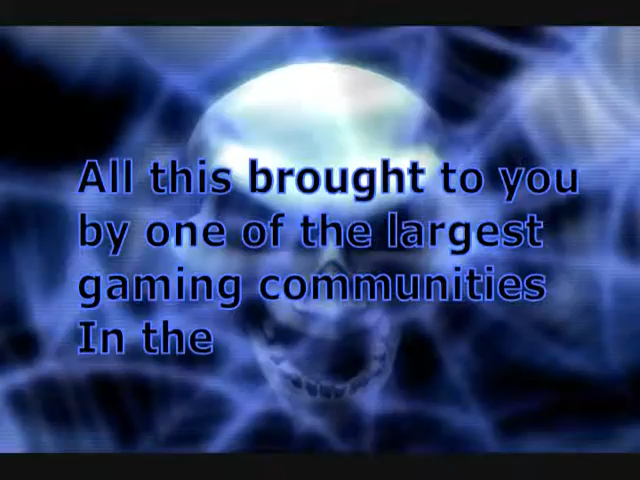 All this brought to you
by one of the largest
gaming communities
In the